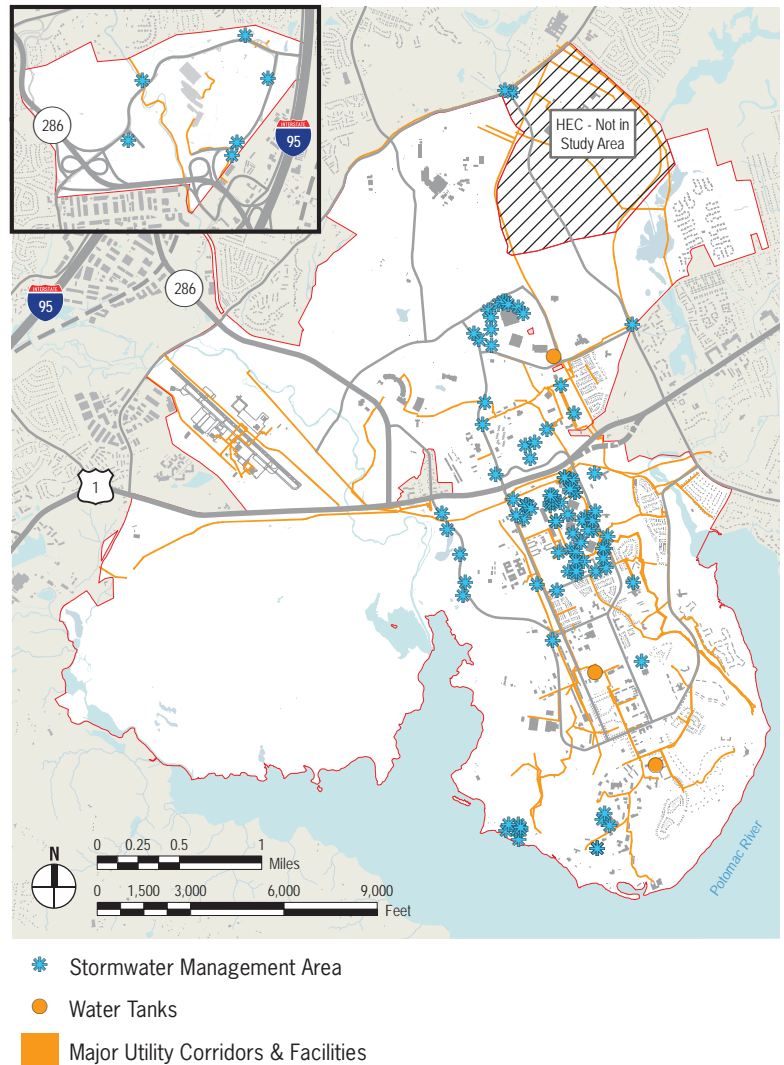 286
INTERSTATE
95
HEC - Not in
Study Area
INTERSTATE
95
286
1
N
0 0.25 0.5 1
Miles
0 1,500 3,000 6,000 9,000
Feet
Potomac River
Stormwater Management Area
Water Tanks
Major Utility Corridors & Facilities